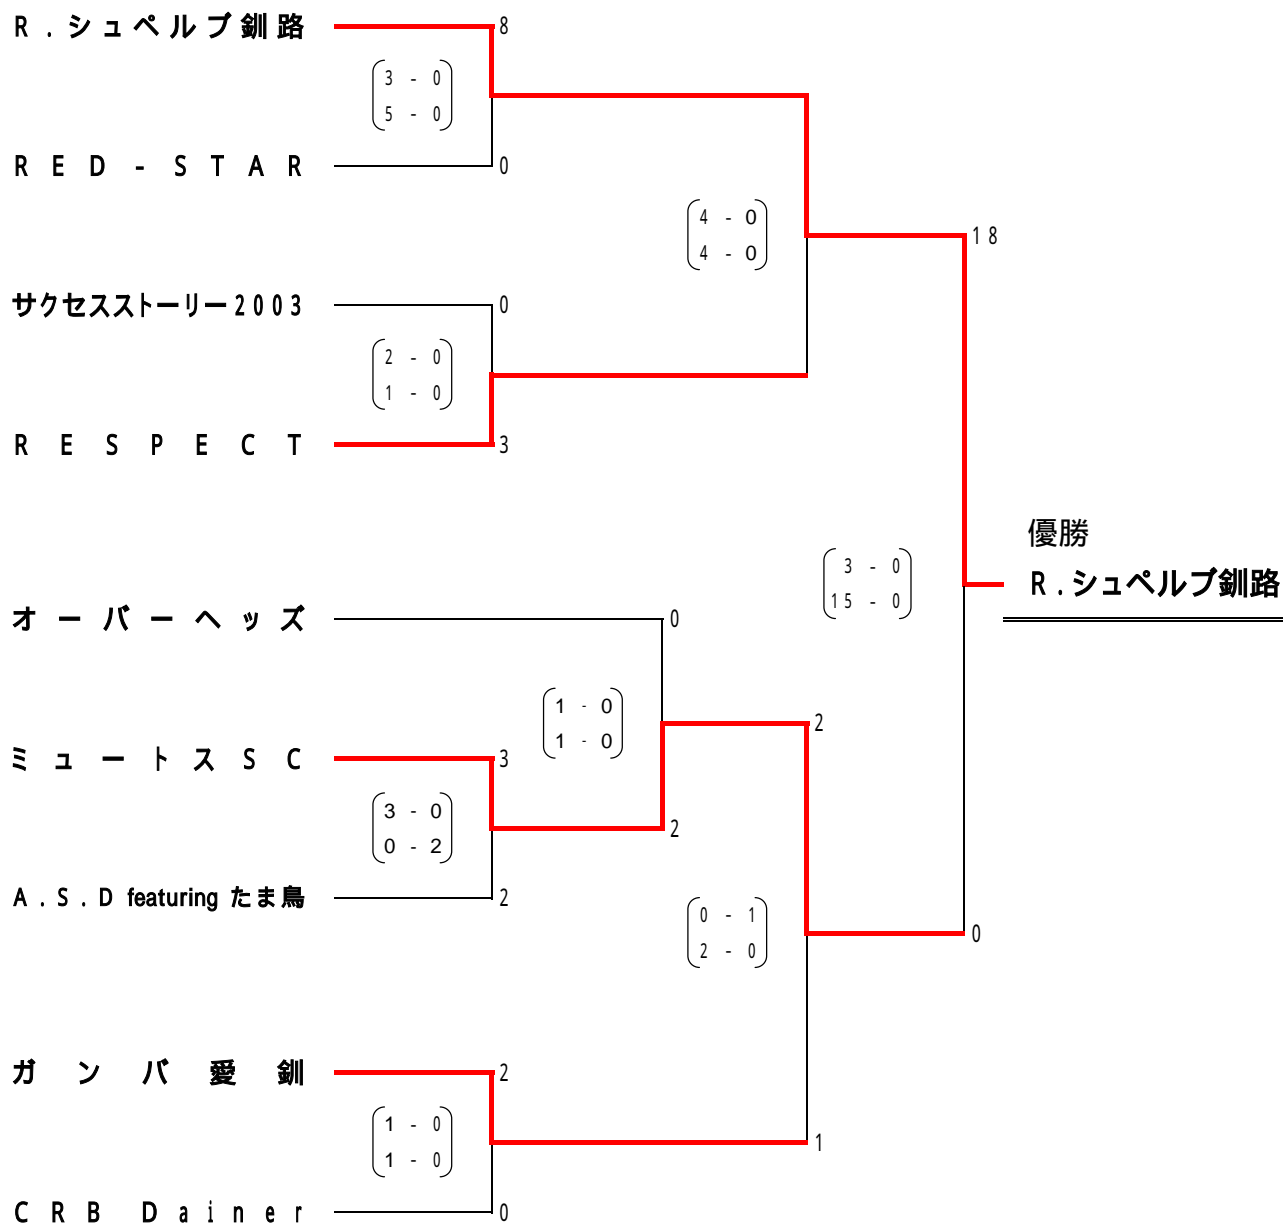 R.シュペルブ釧路
8
3 - 0
5 - 0
RED-STAR
0
4 - 0
4 - 0
18
サクセスストーリー2003
0
2 - 0
1 - 0
RESPECT
3
優勝
R.シュペルブ釧路
3 - 0
15 - 0
オーバーヘッズ
0
1 - 0
1 - 0
2
ミュートスSC
3
3 - 0
0 - 2
2
A.S.D featuring たま鳥
2
0 - 1
2 - 0
0
ガンバ愛釧
2
1 - 0
1 - 0
1
CRB Dainer
0